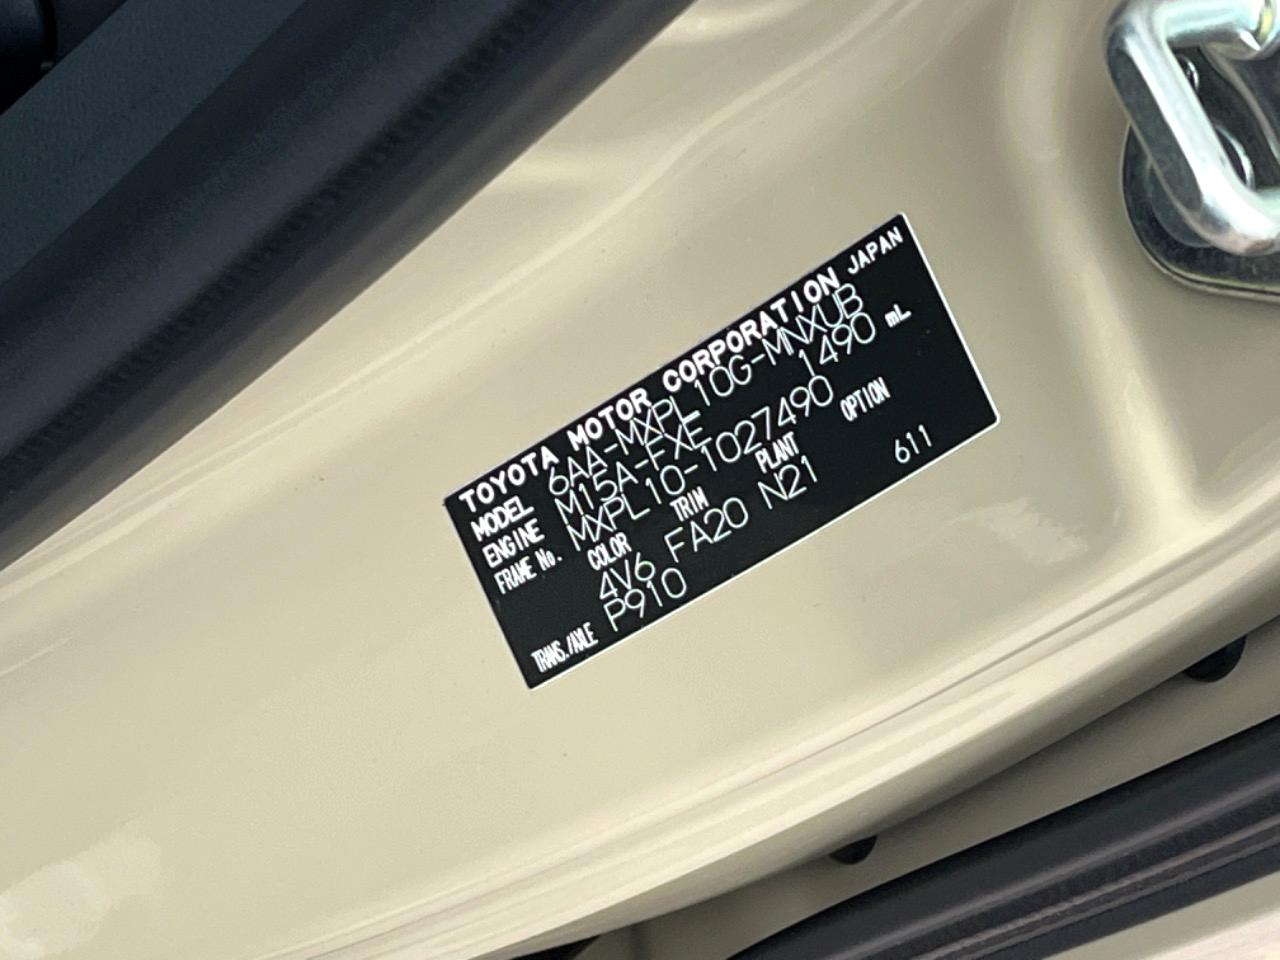 TOYOTA MOTOR CORPORATION JAPAN
MODEL 6AA-MXPL10G-MNXUB
ENGINE M15A-FXE 1490 mL
FRAME No. MXPL10-1027490
COLOR TRIM PLANT OPTION
4V6 FA20 N21 611
TRANS./AXLE P910